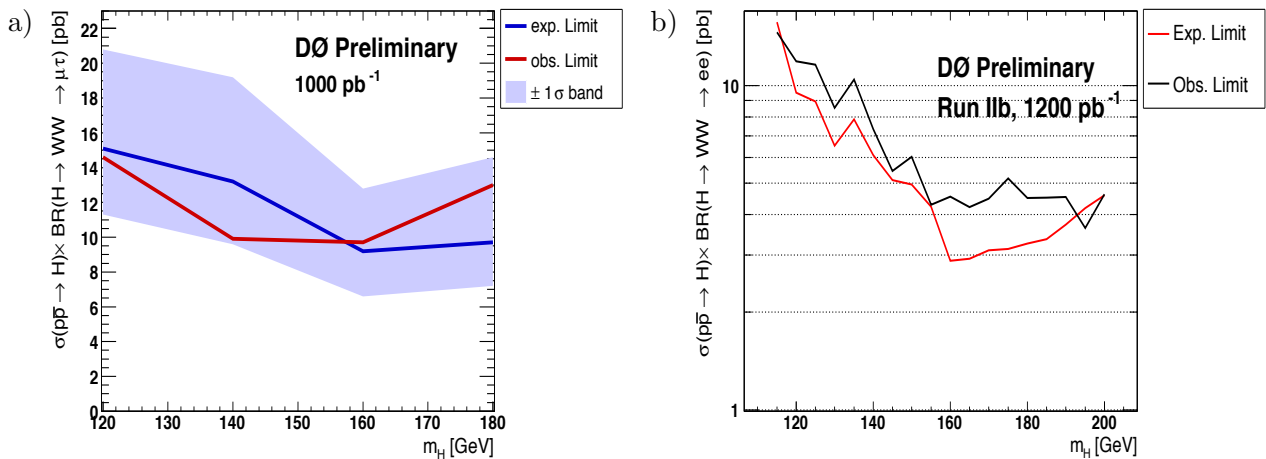 a)
σ(pp̅ → H)× BR(H → WW → μτ) [pb]
22
20
18
16
14
12
10
8
6
4
2
0
DØ Preliminary
1000 pb⁻¹
120 130 140 150 160 170 180
m_H [GeV]
exp. Limit
obs. Limit
± 1σ band
b)
σ(pp̅ → H)× BR(H → WW → ee) [pb]
10
1
DØ Preliminary
Run IIb, 1200 pb⁻¹
120 140 160 180 200
m_H [GeV]
Exp. Limit
Obs. Limit